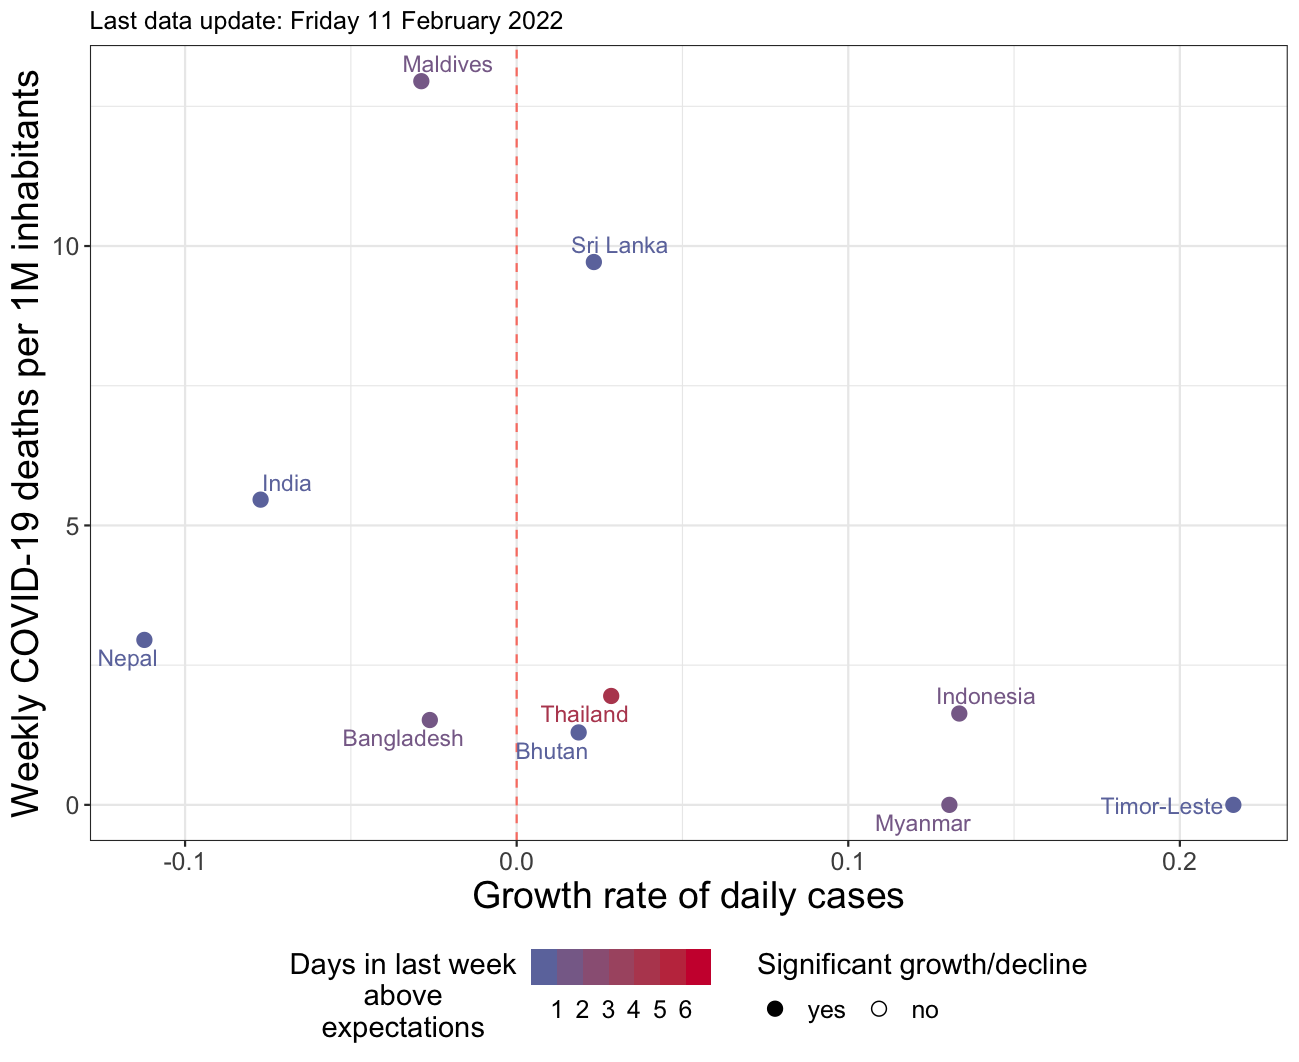 Last data update: Friday 11 February 2022
Weekly COVID-19 deaths per 1M inhabitants
Maldives
10
Sri Lanka
India
5
Nepal
Indonesia
Thailand
Bangladesh
Bhutan
0
Timor-Leste
Myanmar
-0.1 0.0 0.1 0.2
Growth rate of daily cases
Days in last week
above
expectations
1 2 3 4 5 6
Significant growth/decline
yes no